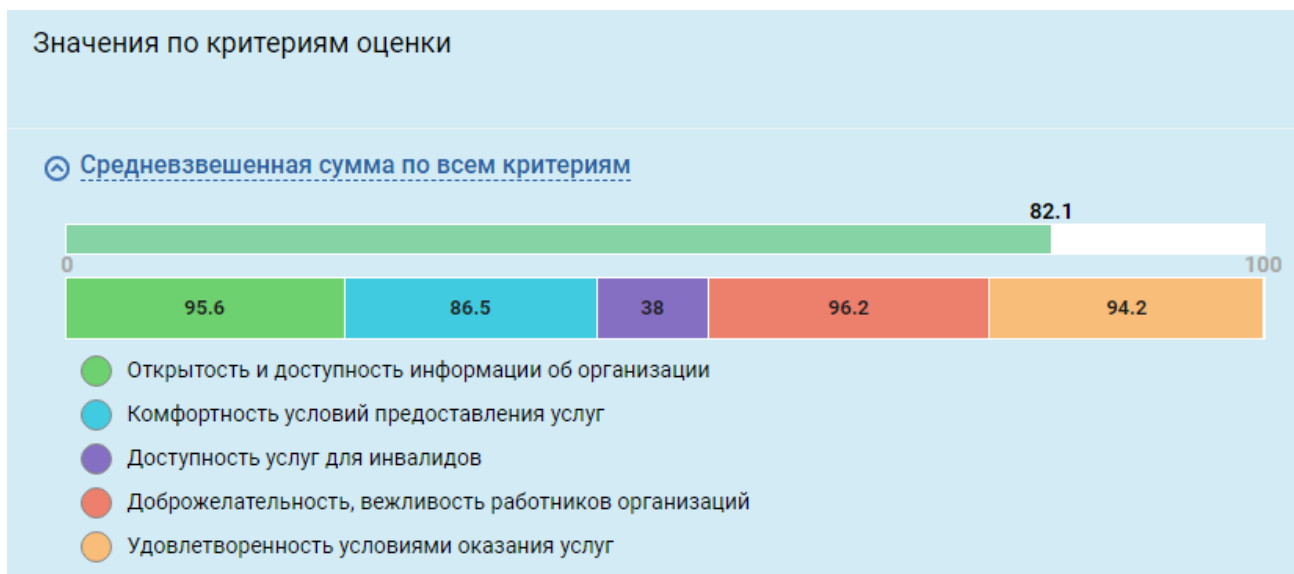 Значения по критериям оценки
Средневзвешенная сумма по всем критериям
82.1
0 100
95.6 86.5 38 96.2 94.2
Открытость и доступность информации об организации
Комфортность условий предоставления услуг
Доступность услуг для инвалидов
Доброжелательность, вежливость работников организаций
Удовлетворенность условиями оказания услуг